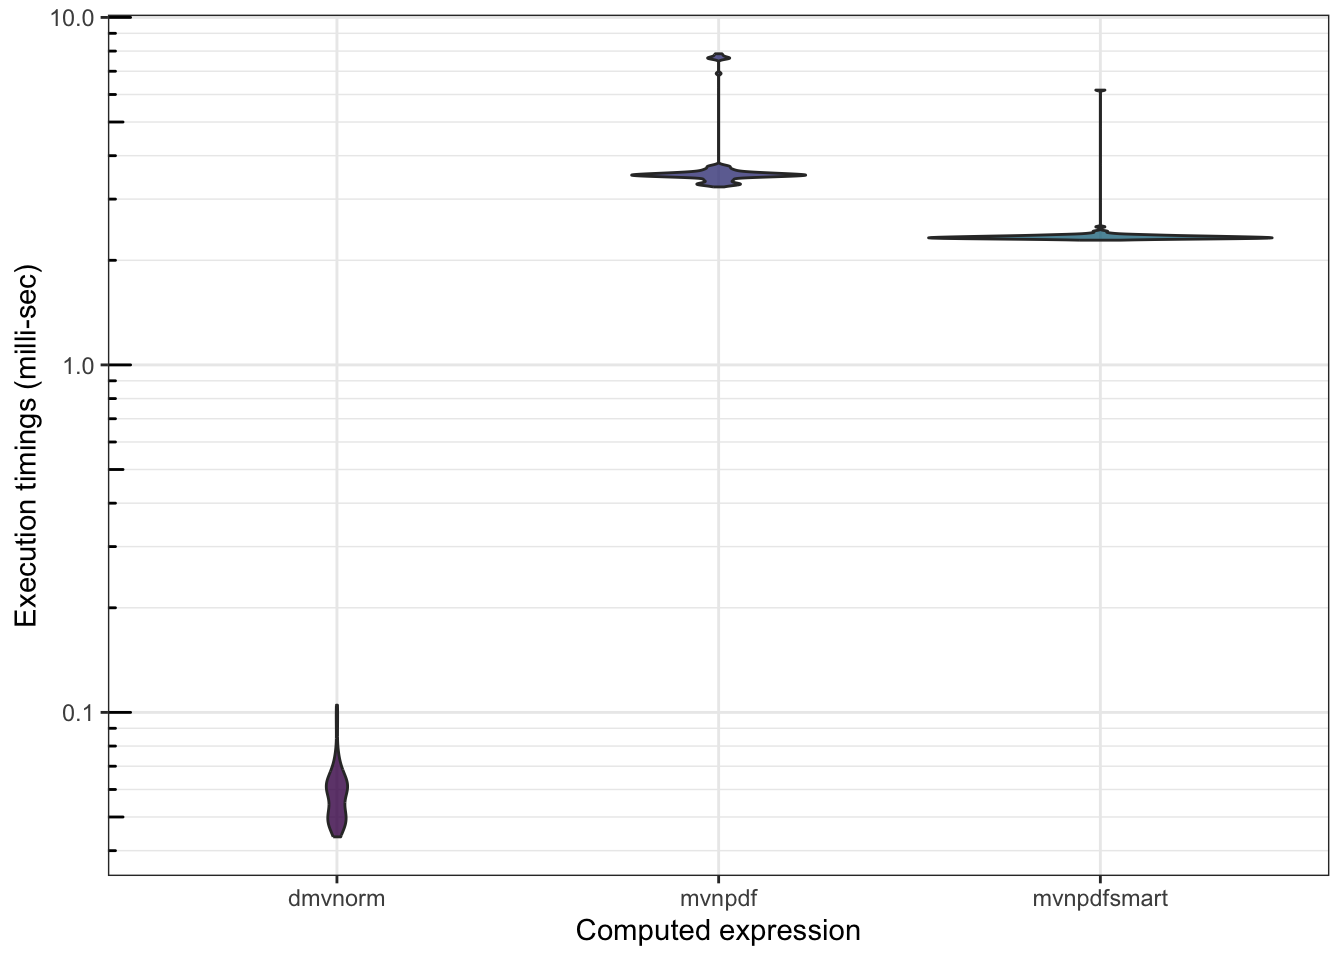 10.0
1.0
0.1
Execution timings (milli-sec)
dmvnorm
mvnpdf
mvnpdfsmart
Computed expression